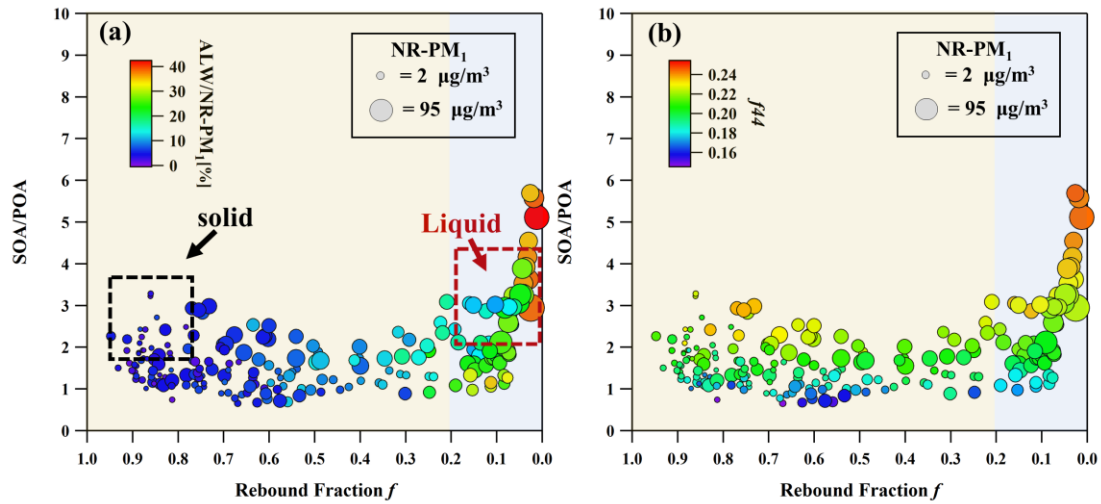 (a)
NR-PM₁
= 2 μg/m³
= 95 μg/m³
ALW/NR-PM₁[%]
40
30
20
10
0
solid
Liquid
SOA/POA
10
9
8
7
6
5
4
3
2
1
0
1.0 0.9 0.8 0.7 0.6 0.5 0.4 0.3 0.2 0.1 0.0
Rebound Fraction f
(b)
NR-PM₁
= 2 μg/m³
= 95 μg/m³
f44
0.24
0.22
0.20
0.18
0.16
SOA/POA
10
9
8
7
6
5
4
3
2
1
0
1.0 0.9 0.8 0.7 0.6 0.5 0.4 0.3 0.2 0.1 0.0
Rebound Fraction f